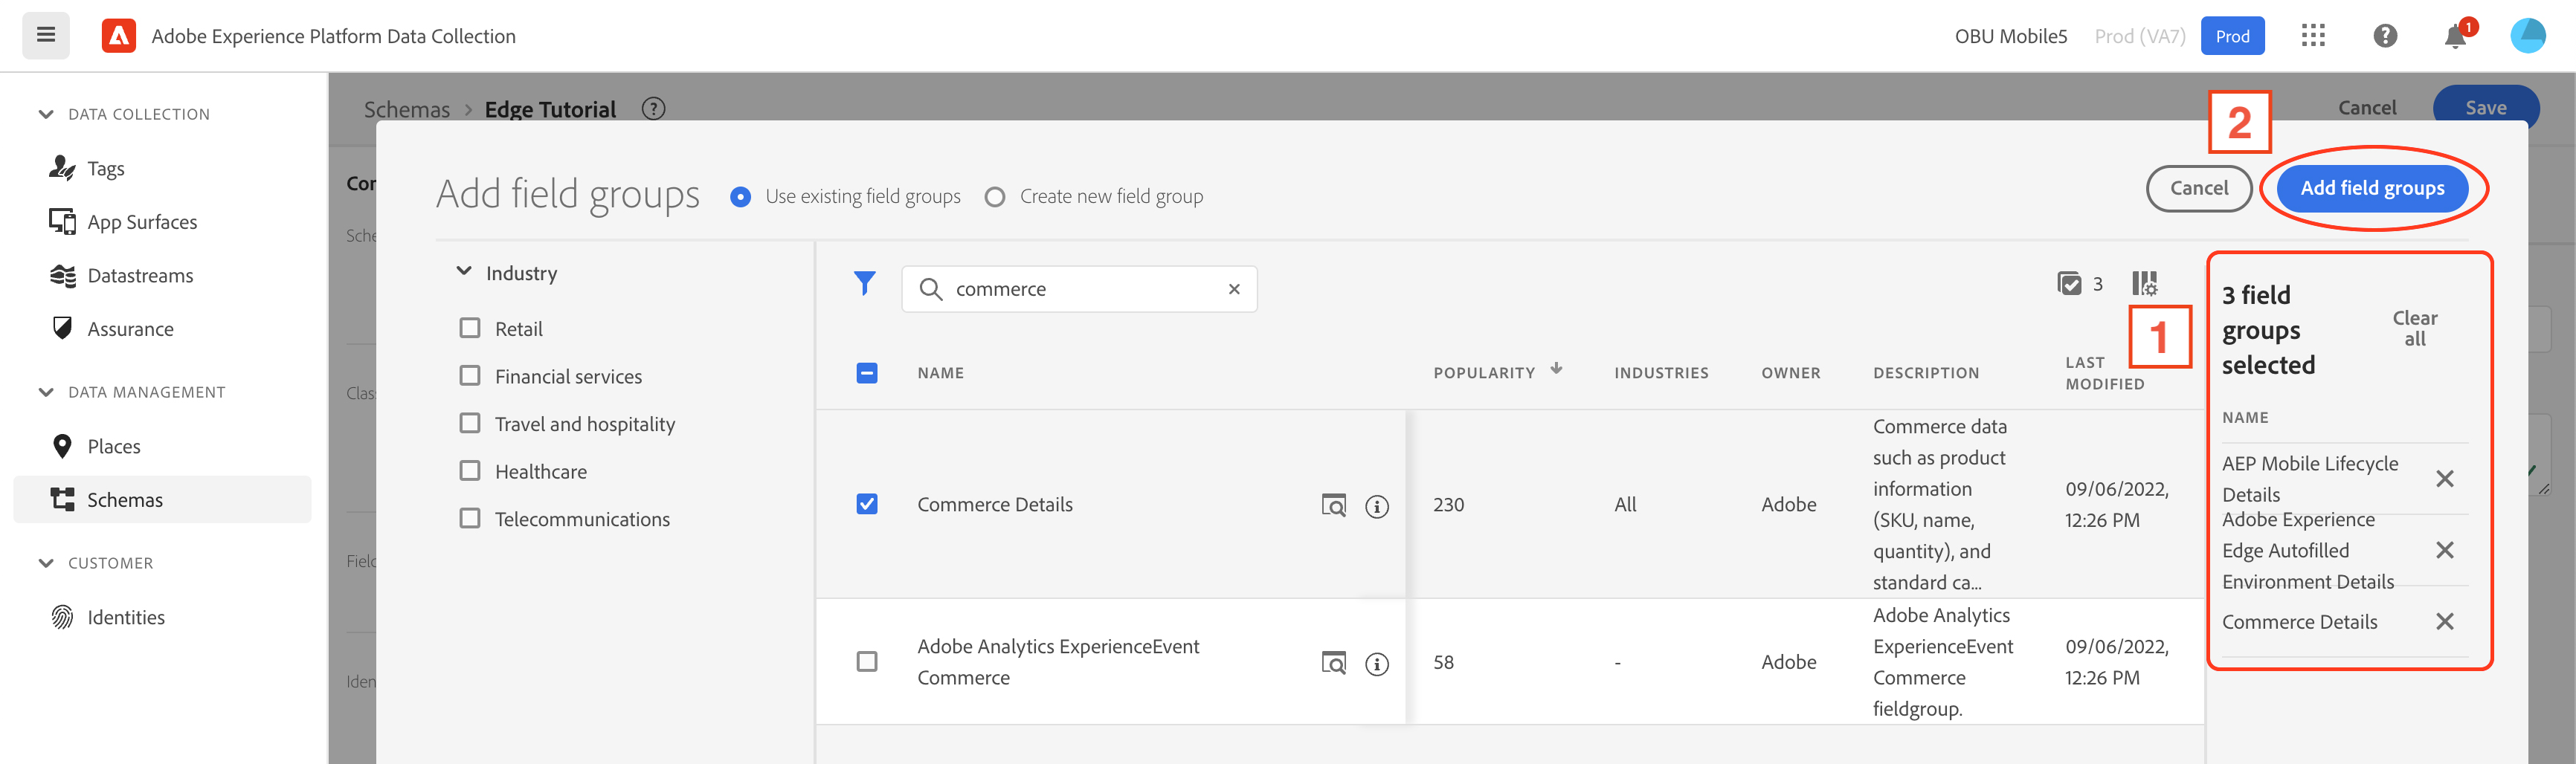 Adobe Experience Platform Data Collection
OBU Mobile5
Prod (VA7)
Prod
1
DATA COLLECTION
Tags
App Surfaces
Datastreams
Assurance
DATA MANAGEMENT
Places
Schemas
CUSTOMER
Identities
Schemas > Edge Tutorial
Cancel
Save
2
Add field groups
Use existing field groups
Create new field group
Cancel
Add field groups
Industry
Retail
Financial services
Travel and hospitality
Healthcare
Telecommunications
commerce
3
1
NAME
POPULARITY
INDUSTRIES
OWNER
DESCRIPTION
LAST
MODIFIED
Commerce Details
230
All
Adobe
Commerce data
such as product
information
(SKU, name,
quantity), and
standard ca...
09/06/2022,
12:26 PM
Adobe Analytics ExperienceEvent
Commerce
58
-
Adobe
Adobe Analytics
ExperienceEvent
Commerce
fieldgroup.
09/06/2022,
12:26 PM
3 field
groups
selected
Clear
all
NAME
AEP Mobile Lifecycle
Details
Adobe Experience
Edge Autofilled
Environment Details
Commerce Details